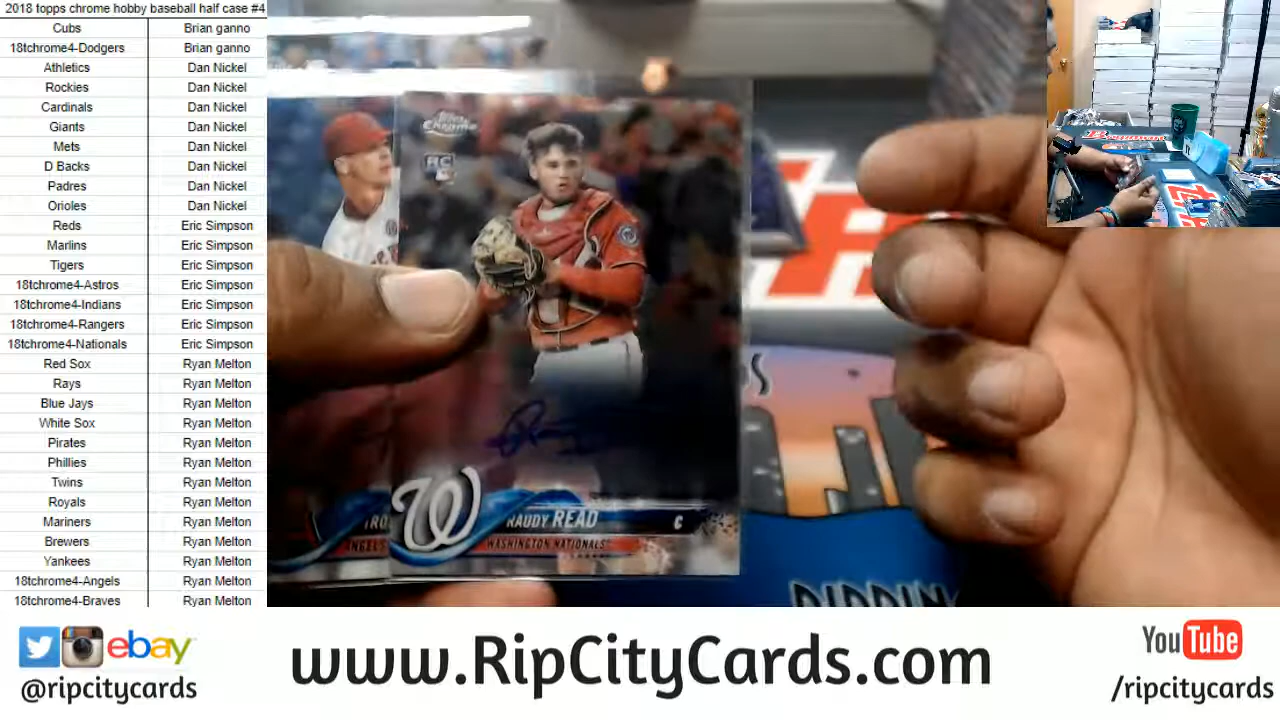 2018 topps chrome hobby baseball half case #4
Cubs Brian ganno
18tchrome4-Dodgers Brian ganno
Athletics Dan Nickel
Rockies Dan Nickel
Cardinals Dan Nickel
Giants Dan Nickel
Mets Dan Nickel
D Backs Dan Nickel
Padres Dan Nickel
Orioles Dan Nickel
Reds Eric Simpson
Marlins Eric Simpson
Tigers Eric Simpson
18tchrome4-Astros Eric Simpson
18tchrome4-Indians Eric Simpson
18tchrome4-Rangers Eric Simpson
18tchrome4-Nationals Eric Simpson
Red Sox Ryan Melton
Rays Ryan Melton
Blue Jays Ryan Melton
White Sox Ryan Melton
Pirates Ryan Melton
Phillies Ryan Melton
Twins Ryan Melton
Royals Ryan Melton
Mariners Ryan Melton
Brewers Ryan Melton
Yankees Ryan Melton
18tchrome4-Angels Ryan Melton
18tchrome4-Braves Ryan Melton
Topps Chrome
RC
W
RAUDY READ C
WASHINGTON NATIONALS
TRO
ANGELS
RIPPIN
ebay
@ripcitycards
www.RipCityCards.com
YouTube
/ripcitycards